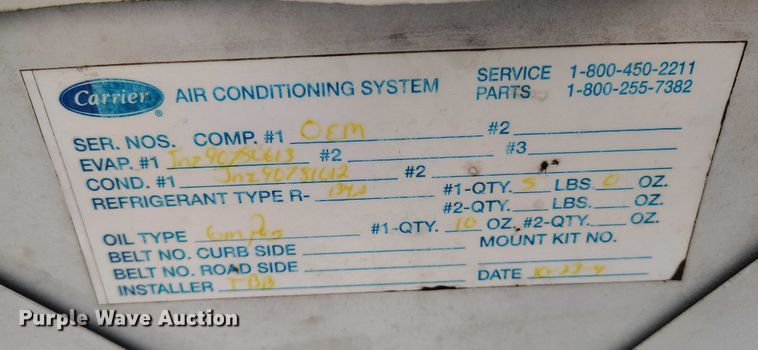 Carrier ® AIR CONDITIONING SYSTEM
SERVICE 1-800-450-2211
PARTS 1-800-255-7382
SER. NOS. COMP. #1 OEM #2
EVAP. #1 #2 #3
COND. #1 #2
REFRIGERANT TYPE R- 134a #1-QTY. 5 LBS. 0 OZ.
#2-QTY. LBS. OZ.
OIL TYPE #1-QTY. 10 OZ. #2-QTY. OZ.
BELT NO. CURB SIDE MOUNT KIT NO.
BELT NO. ROAD SIDE
INSTALLER TBB DATE
Purple Wave Auction